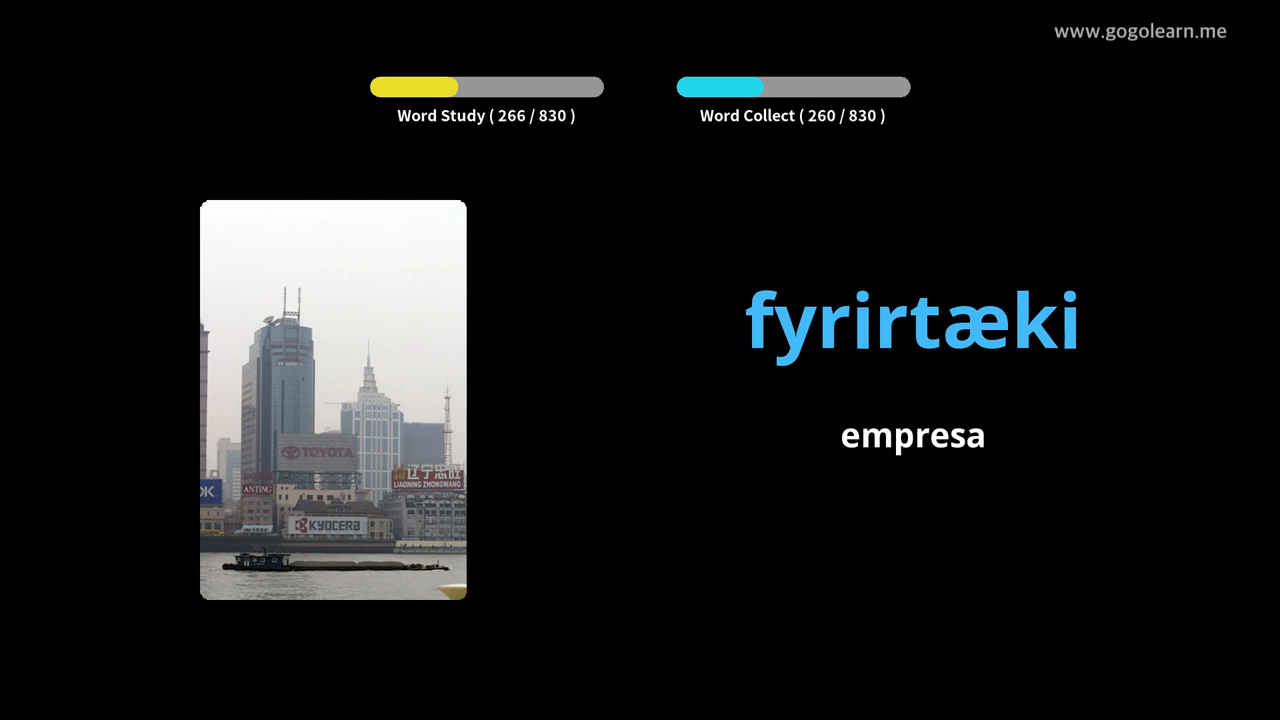 www.gogolearn.me
Word Study ( 266 / 830 )
Word Collect ( 260 / 830 )
fyrirtæki
empresa
TOYOTA
辽宁忠旺
LIAONING ZHONGWANG
ANTING
KYOCERA